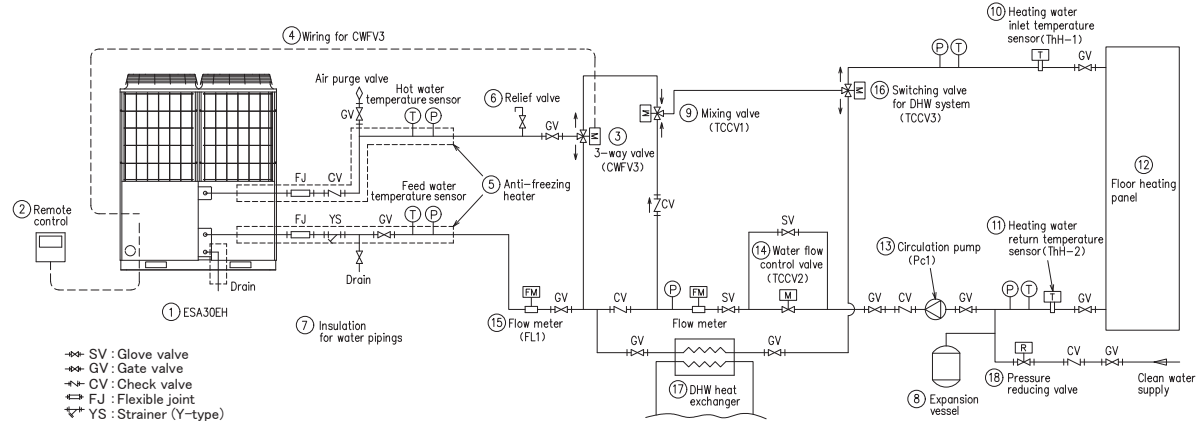 ④ Wiring for CWFV3
Air purge valve
GV
Hot water
temperature sensor
T P
⑥ Relief valve
GV
M
③
3-way valve
(CWFV3)
M
⑨ Mixing valve
(TCCV1)
P T
⑩ Heating water
inlet temperature
sensor(ThH-1)
T
GV
M
⑯ Switching valve
for DHW system
(TCCV3)
⑫
Floor heating
panel
FJ CV
Feed water
temperature sensor
⑤ Anti-freezing
heater
② Remote
control
FJ YS GV
T P
Drain
Drain
CV
SV
⑭ Water flow
control valve
(TCCV2)
M
⑬ Circulation pump
(Pc1)
⑪ Heating water
return temperature
sensor(ThH-2)
P T
T
GV
① ESA30EH
⑦ Insulation
for water pipings
FM
GV
⑮ Flow meter
(FL1)
CV
P
FM
SV
Flow meter
GV CV GV
GV GV
⑰ DHW heat
exchanger
⑧ Expansion
vessel
R
⑱ Pressure
reducing valve
CV GV
Clean water
supply
SV : Glove valve
GV : Gate valve
CV : Check valve
FJ : Flexible joint
YS : Strainer (Y-type)